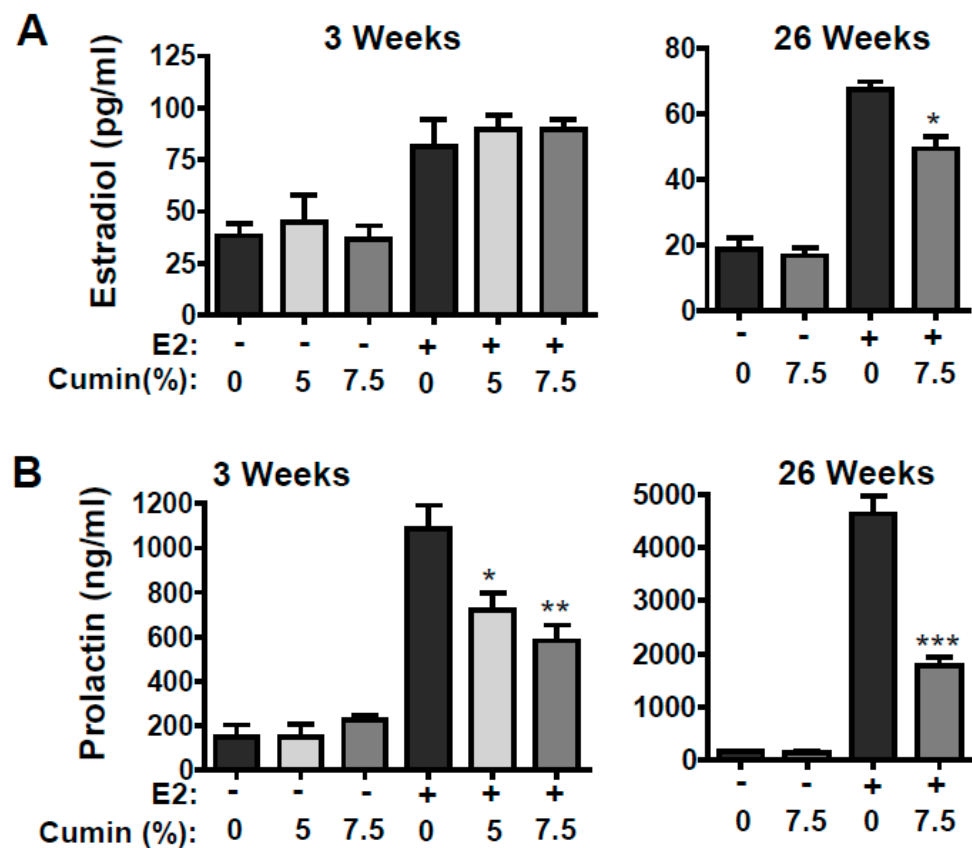 A
3 Weeks
26 Weeks
Estradiol (pg/ml)
125
100
75
50
25
0
80
60
40
20
0
*
E2: - - - + + +
- - + +
Cumin(%): 0 5 7.5 0 5 7.5
0 7.5 0 7.5
B
3 Weeks
26 Weeks
Prolactin (ng/ml)
1200
1000
800
600
400
200
0
* **
5000
4000
3000
2000
1000
0
***
E2: - - - + + +
- - + +
Cumin (%): 0 5 7.5 0 5 7.5
0 7.5 0 7.5